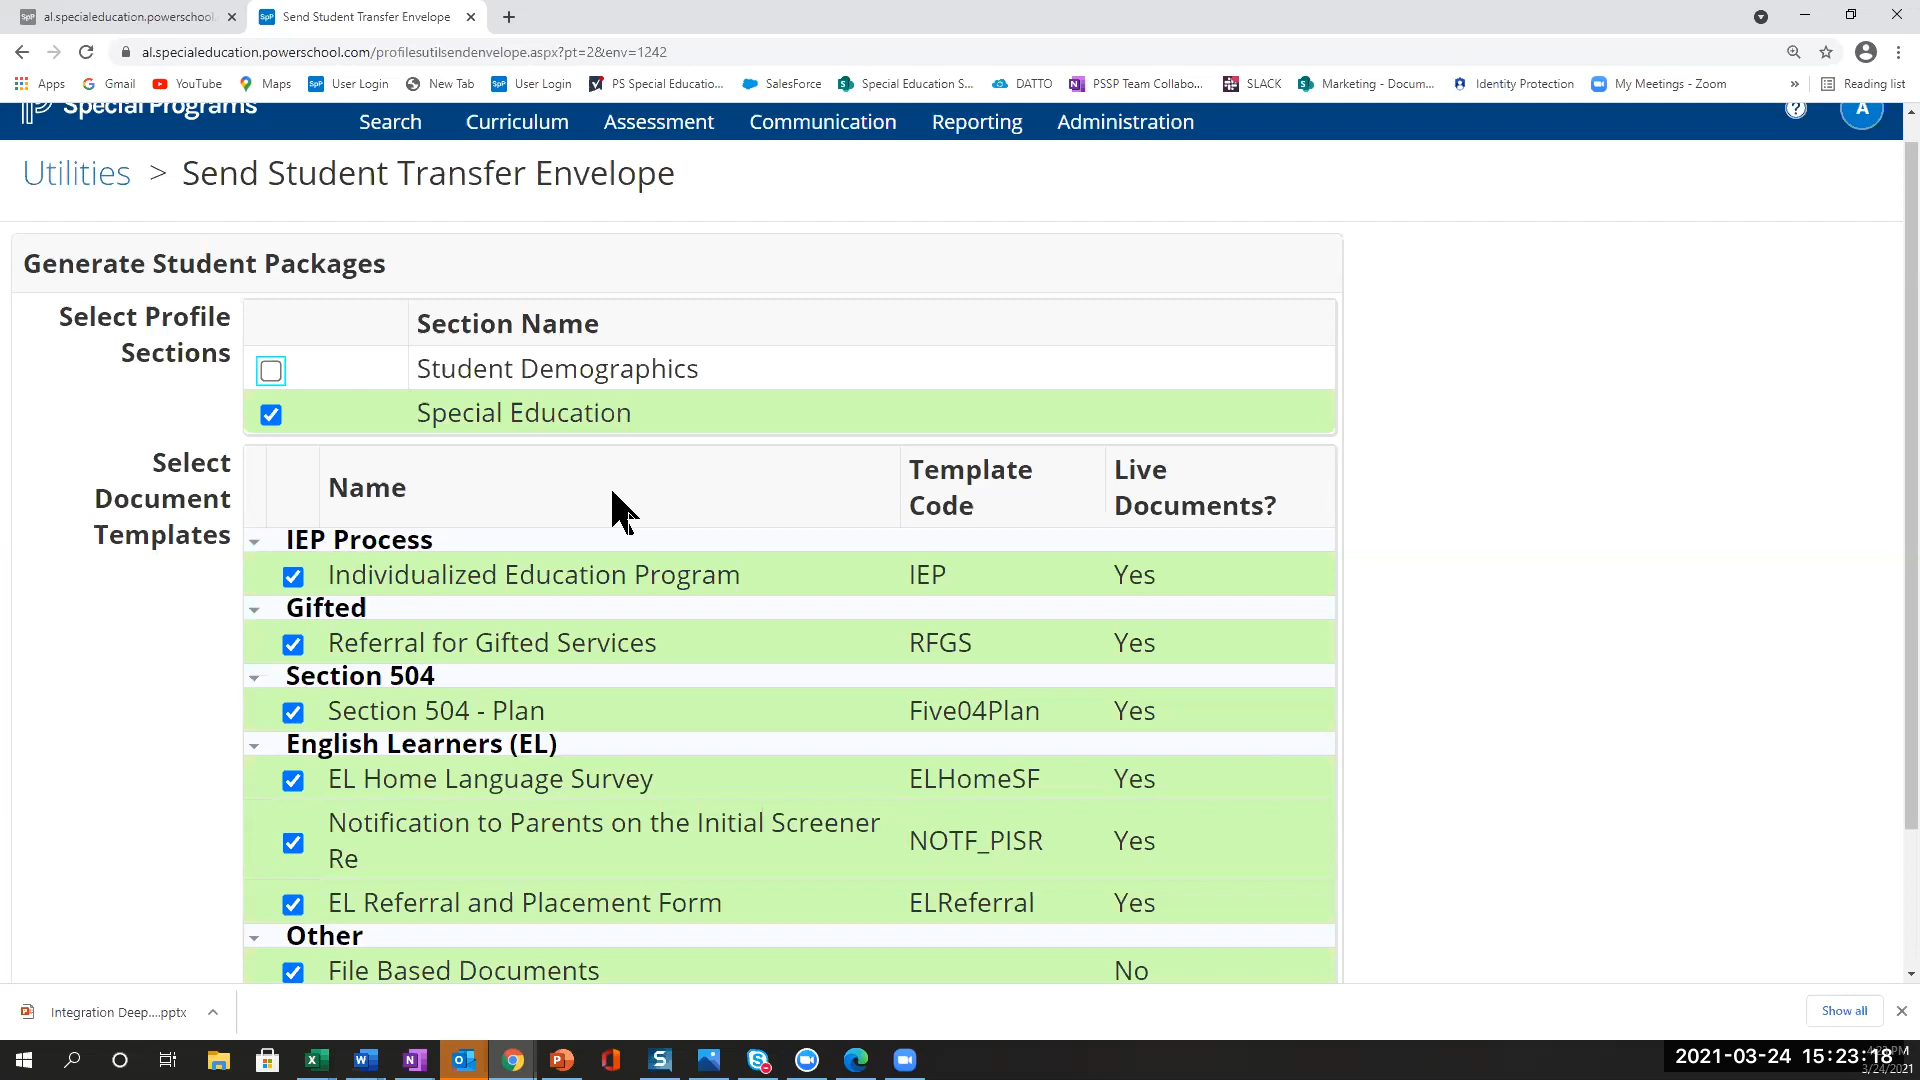 al.specialeducation.powerschool.
Send Student Transfer Envelope
al.specialeducation.powerschool.com/profilesutilsendenvelope.aspx?pt=2&env=1242
Apps Gmail YouTube Maps User Login New Tab User Login PS Special Educatio... SalesForce Special Education S... DATTO PSSP Team Collabo... SLACK Marketing - Docum... Identity Protection My Meetings - Zoom » Reading list
Special Programs
Search Curriculum Assessment Communication Reporting Administration
A
Utilities > Send Student Transfer Envelope
Generate Student Packages
Select Profile Sections
Section Name
Student Demographics
Special Education
Select Document Templates
Name Template Code Live Documents?
IEP Process
Individualized Education Program IEP Yes
Gifted
Referral for Gifted Services RFGS Yes
Section 504
Section 504 - Plan Five04Plan Yes
English Learners (EL)
EL Home Language Survey ELHomeSF Yes
Notification to Parents on the Initial Screener Re NOTF_PISR Yes
EL Referral and Placement Form ELReferral Yes
Other
File Based Documents No
Integration Deep....pptx
Show all
2021-03-24 15:23:18
3/24/2021